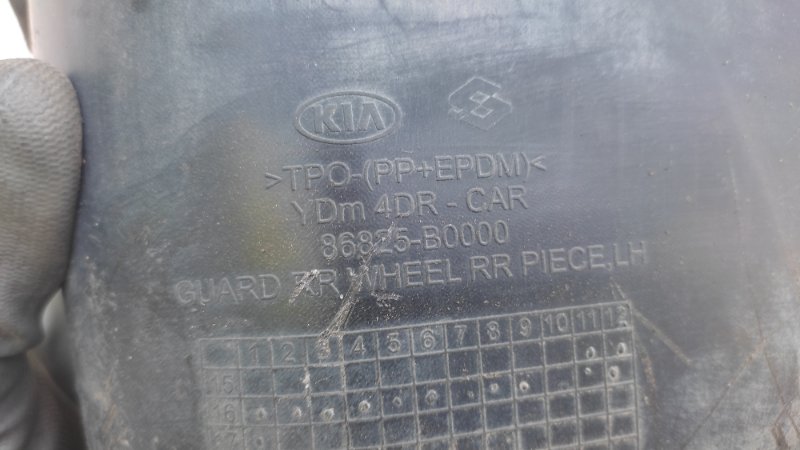 KIA
>TPO-(PP+EPDM)<
YDm 4DR - CAR
86825-B0000
GUARD RR WHEEL RR PIECE,LH
1 2 3 4 5 6 7 8 9 10 11 12
15
16
17